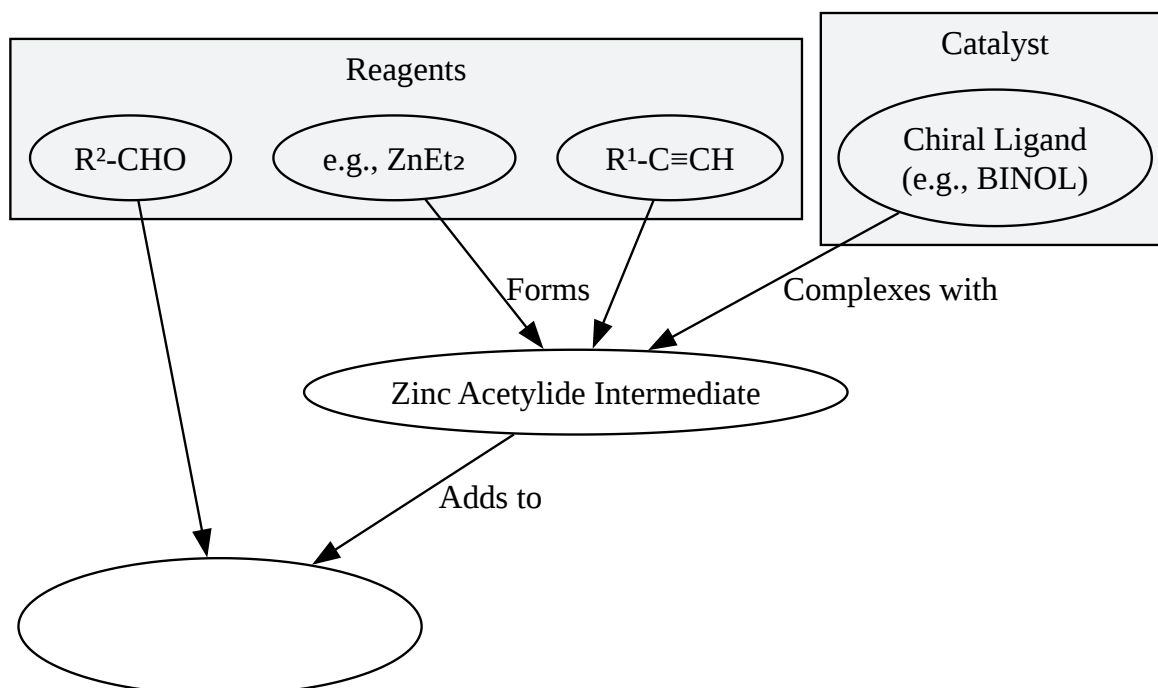 Catalyst
Reagents
R²-CHO
e.g., ZnEt₂
R¹-C≡CH
Chiral Ligand
(e.g., BINOL)
Forms
Complexes with
Zinc Acetylide Intermediate
Adds to